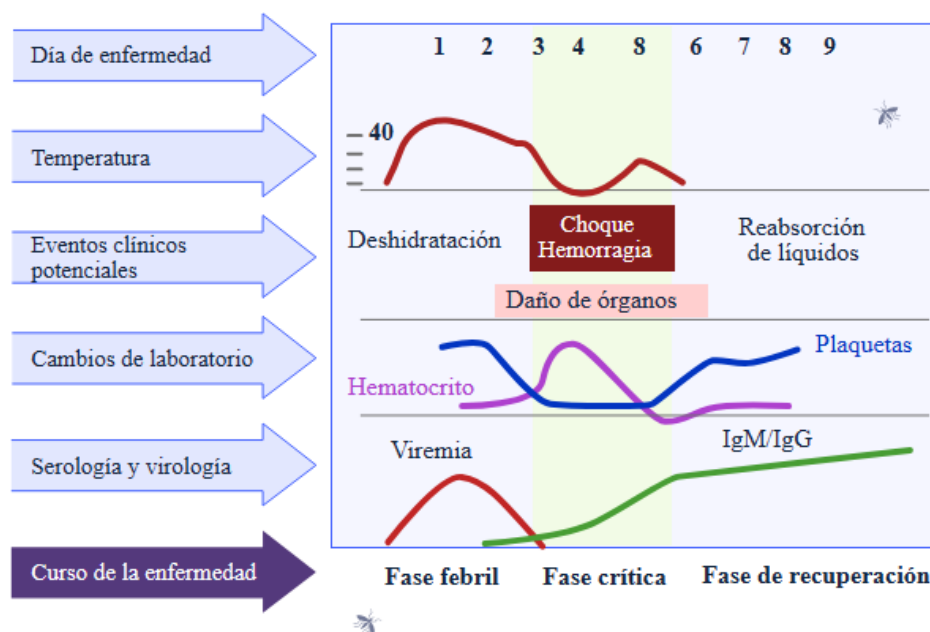 Día de enfermedad
1 2 3 4 8 6 7 8 9
Temperatura
40
Eventos clínicos
potenciales
Deshidratación
Choque
Hemorragia
Reabsorción
de líquidos
Daño de órganos
Cambios de laboratorio
Plaquetas
Hematocrito
Serología y virología
Viremia
IgM/IgG
Curso de la enfermedad
Fase febril
Fase crítica
Fase de recuperación